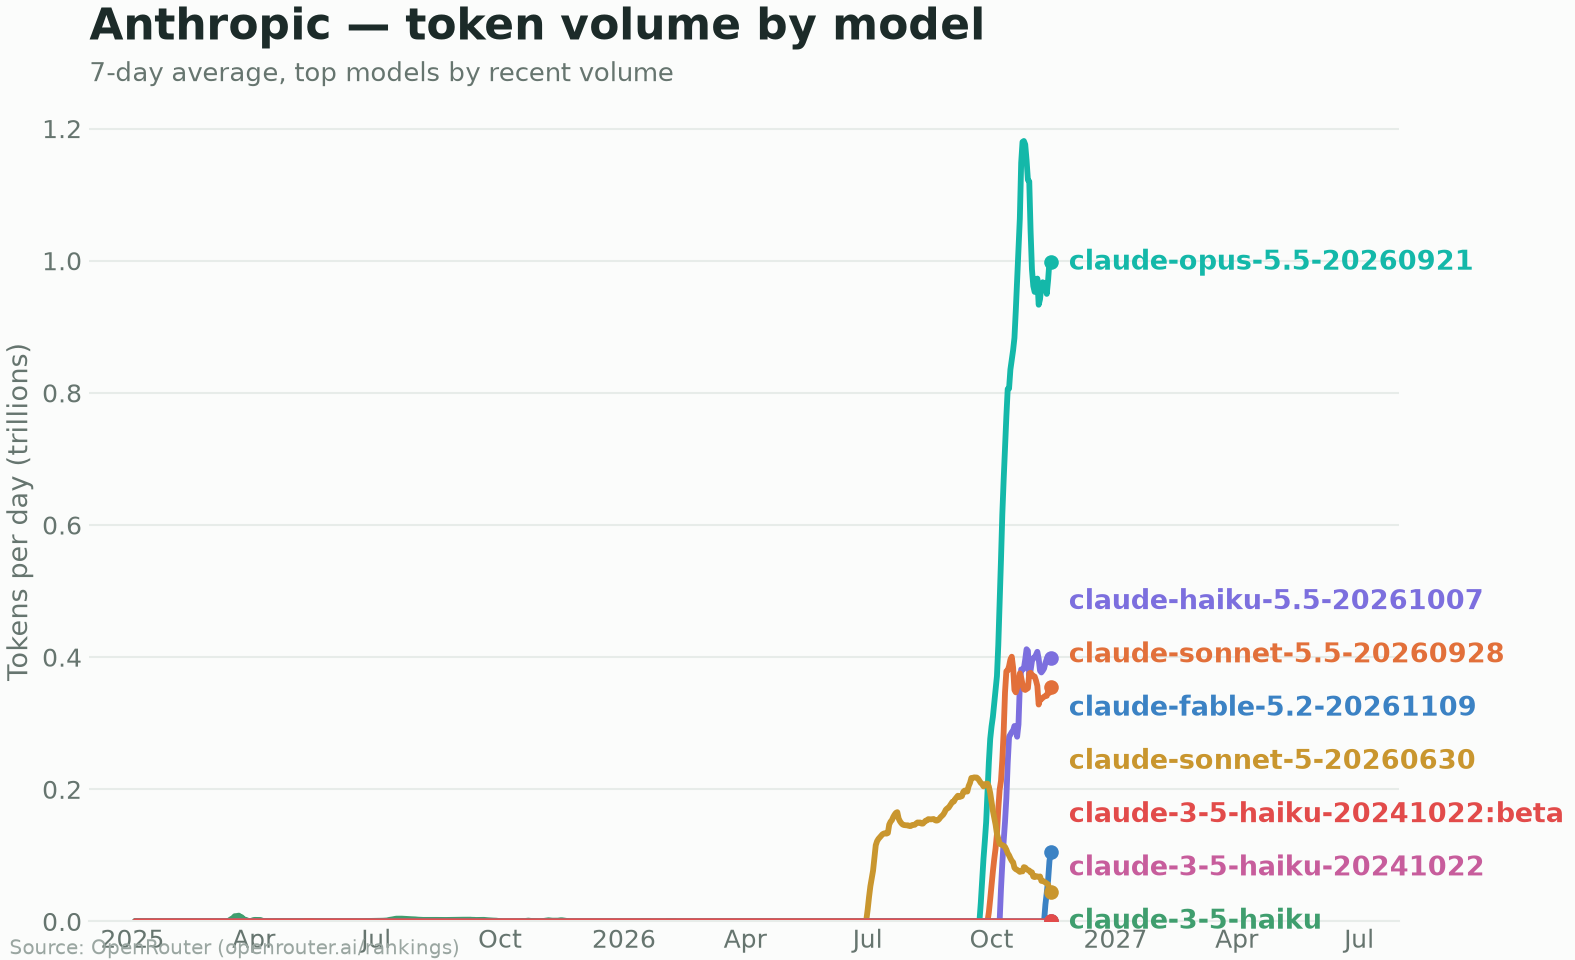 Anthropic — token volume by model
7-day average, top models by recent volume
Tokens per day (trillions)
1.2
1.0
0.8
0.6
0.4
0.2
0.0
claude-opus-5.5-20260921
claude-haiku-5.5-20261007
claude-sonnet-5.5-20260928
claude-fable-5.2-20261109
claude-sonnet-5-20260630
claude-3-5-haiku-20241022:beta
claude-3-5-haiku-20241022
claude-3-5-haiku
2025 Apr Jul Oct 2026 Apr Jul Oct 2027 Apr Jul
Source: OpenRouter (openrouter.ai/rankings)